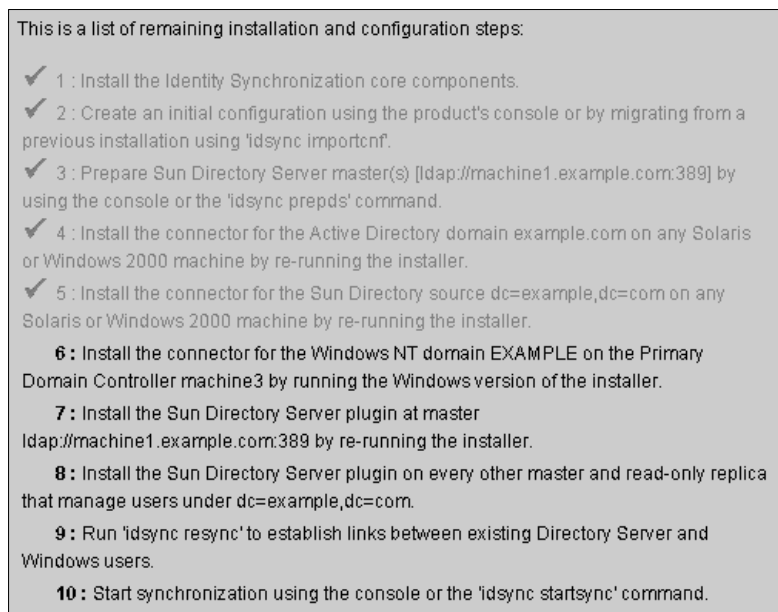 This is a list of remaining installation and configuration steps:
✔ 1 : Install the Identity Synchronization core components.
✔ 2 : Create an initial configuration using the product's console or by migrating from a
previous installation using 'idsync importcnf'.
✔ 3 : Prepare Sun Directory Server master(s) [ldap://machine1.example.com:389] by
using the console or the 'idsync prepds' command.
✔ 4 : Install the connector for the Active Directory domain example.com on any Solaris
or Windows 2000 machine by re-running the installer.
✔ 5 : Install the connector for the Sun Directory source dc=example,dc=com on any
Solaris or Windows 2000 machine by re-running the installer.
6 : Install the connector for the Windows NT domain EXAMPLE on the Primary
Domain Controller machine3 by running the Windows version of the installer.
7 : Install the Sun Directory Server plugin at master
ldap://machine1.example.com:389 by re-running the installer.
8 : Install the Sun Directory Server plugin on every other master and read-only replica
that manage users under dc=example,dc=com.
9 : Run 'idsync resync' to establish links between existing Directory Server and
Windows users.
10 : Start synchronization using the console or the 'idsync startsync' command.